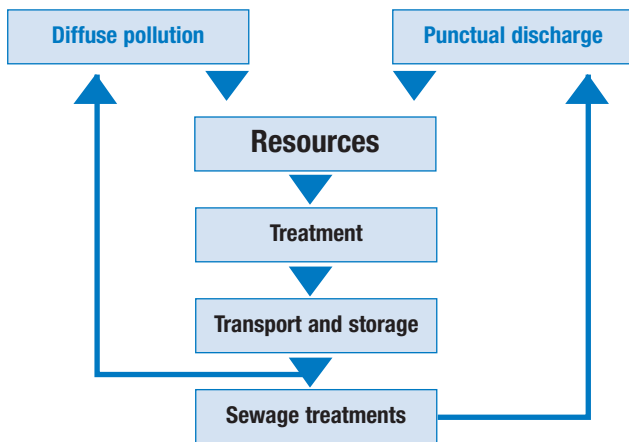 Diffuse pollution
Punctual discharge
Resources
Treatment
Transport and storage
Sewage treatments